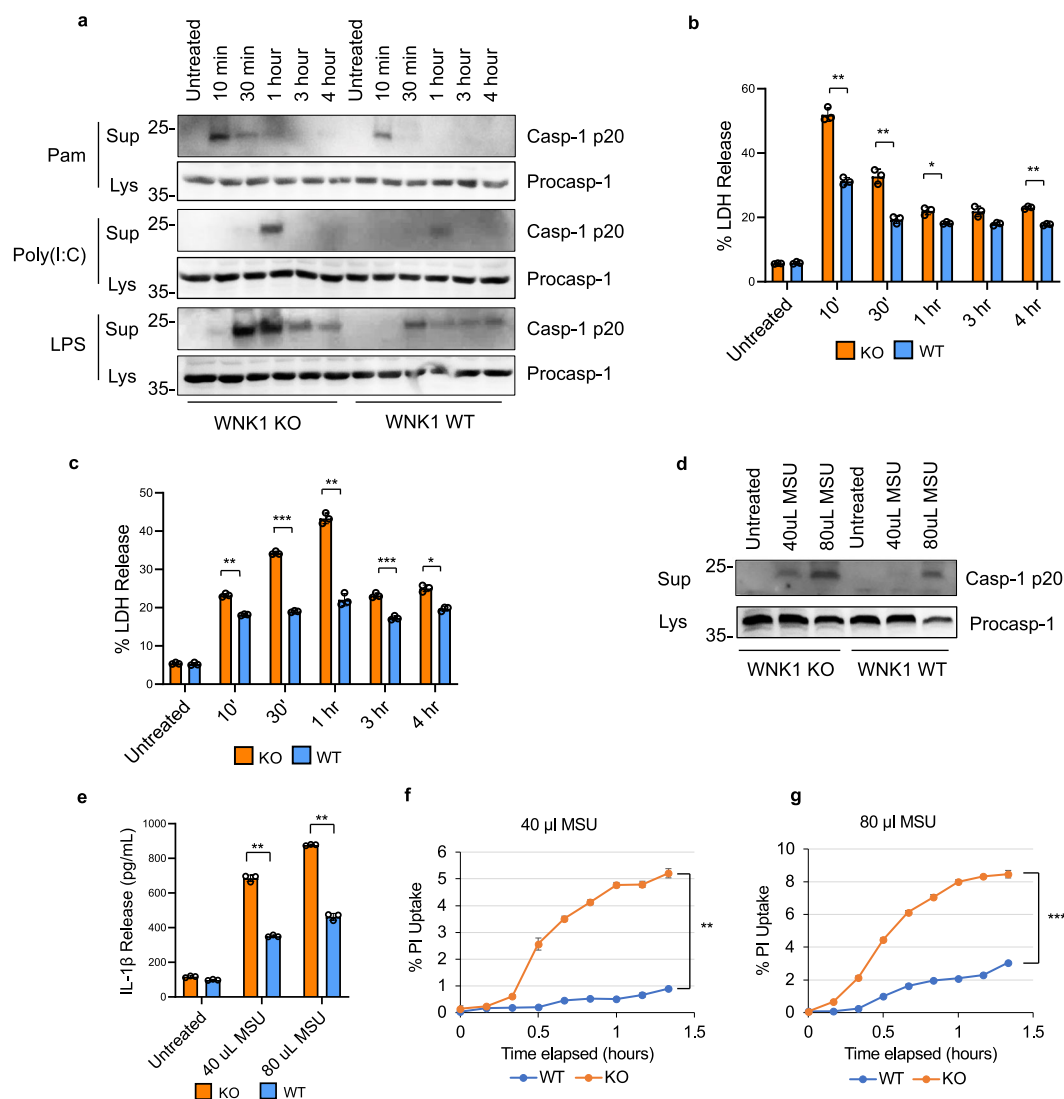 a
Untreated 10 min 30 min 1 hour 3 hours 4 hours Untreated 10 min 30 min 1 hour 3 hours 4 hours
Pam Sup 25- Casp-1 p20
Lys 35- Procasp-1
Poly(I:C) Sup 25- Casp-1 p20
Lys 35- Procasp-1
LPS Sup 25- Casp-1 p20
Lys 35- Procasp-1
WNK1 KO WNK1 WT
b
% LDH Release
60
40
20
0
** ** * **
Untreated 10' 30' 1 hr 3 hr 4 hr
KO WT
c
% LDH Release
50
40
30
20
10
0
** *** ** *** *
Untreated 10' 30' 1 hr 3 hr 4 hr
KO WT
d
Untreated 40uL MSU 80uL MSU Untreated 40uL MSU 80uL MSU
Sup 25- Casp-1 p20
Lys 35- Procasp-1
WNK1 KO WNK1 WT
e
IL-1β Release (pg/mL)
1000
800
600
400
200
0
** **
Untreated 40 uL MSU 80 uL MSU
KO WT
f
40 µl MSU
% PI Uptake
6
5
4
3
2
1
0
**
0 0.5 1 1.5
Time elapsed (hours)
WT KO
g
80 µl MSU
% PI Uptake
10
8
6
4
2
0
***
0 0.5 1 1.5
Time elapsed (hours)
WT KO